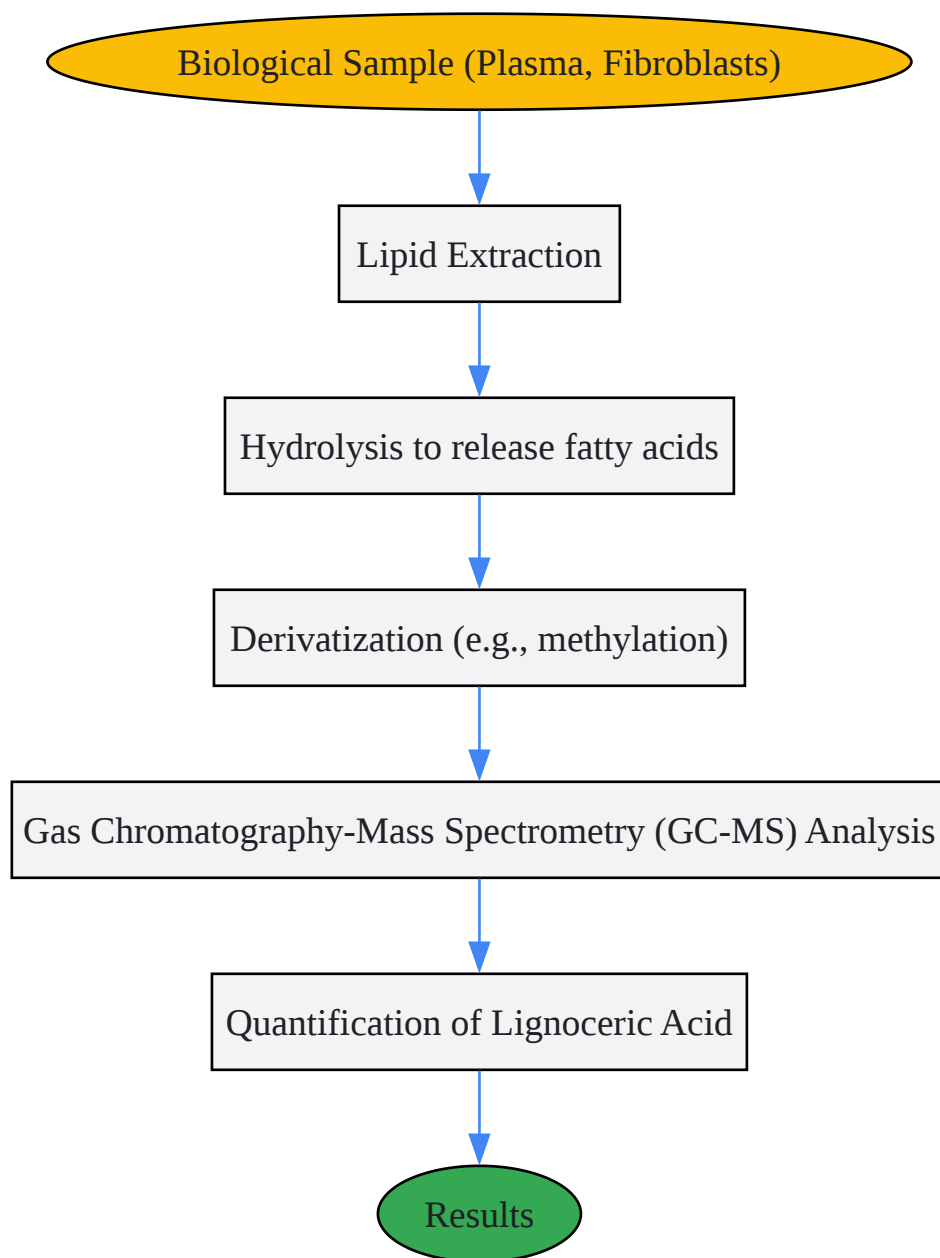 Biological Sample (Plasma, Fibroblasts)
Lipid Extraction
Hydrolysis to release fatty acids
Derivatization (e.g., methylation)
Gas Chromatography-Mass Spectrometry (GC-MS) Analysis
Quantification of Lignoceric Acid
Results